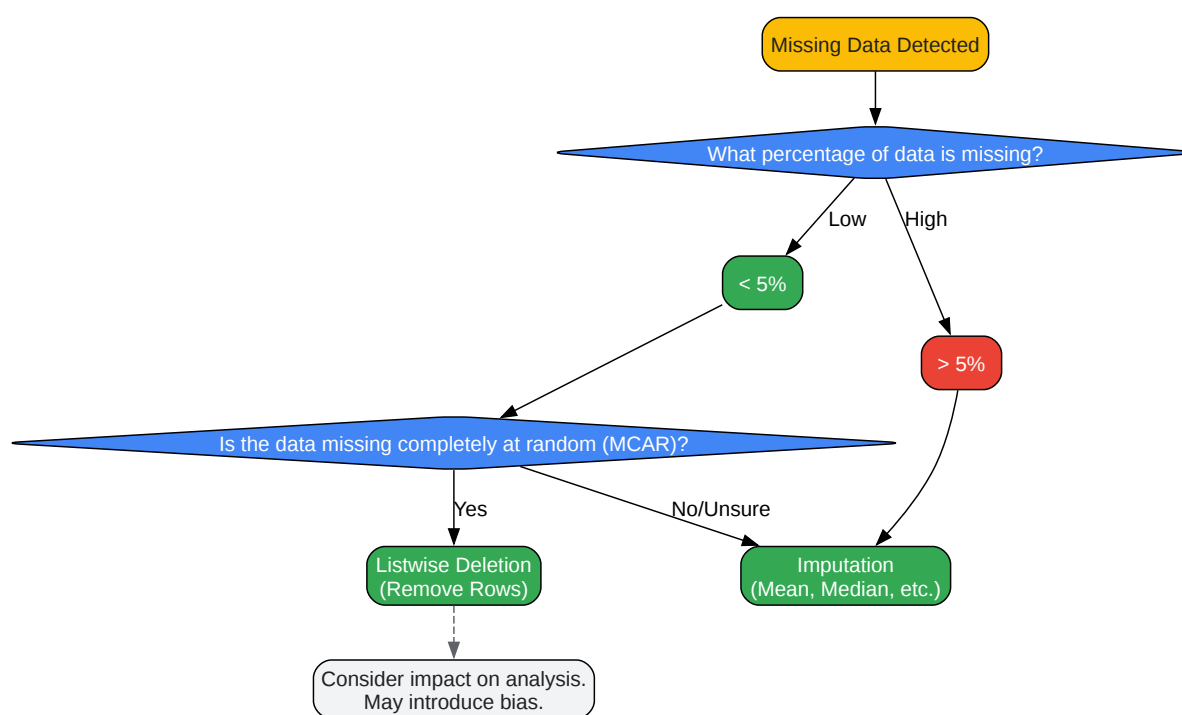 Missing Data Detected
What percentage of data is missing?
Low
High
< 5%
> 5%
Is the data missing completely at random (MCAR)?
Yes
No/Unsure
Listwise Deletion
(Remove Rows)
Imputation
(Mean, Median, etc.)
Consider impact on analysis.
May introduce bias.